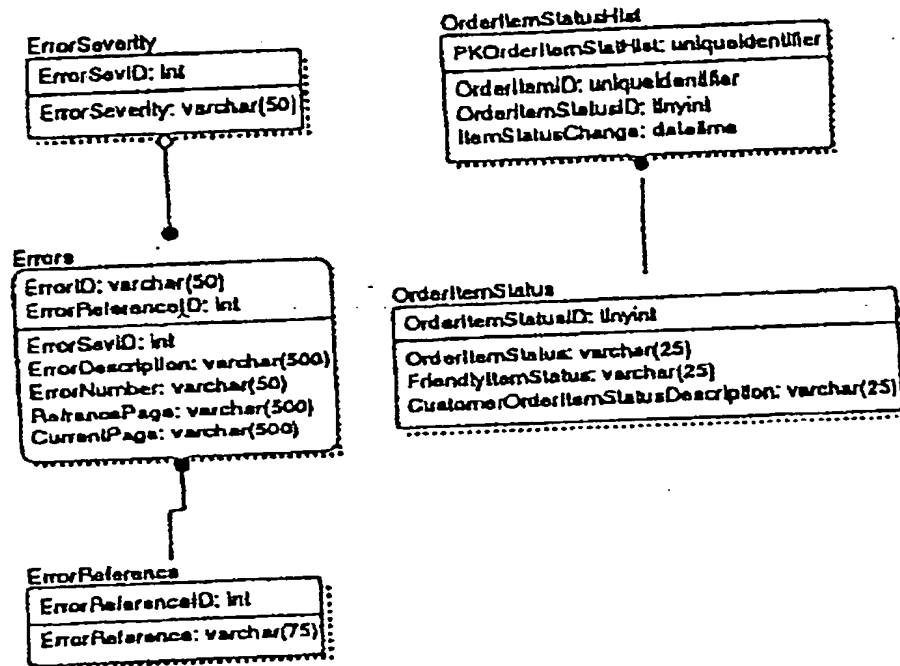 ErrorSeverity
ErrorSevID: int
ErrorSeverity: varchar(50)
Errors
ErrorID: varchar(50)
ErrorReferenceID: int
ErrorSevID: int
ErrorDescription: varchar(500)
ErrorNumber: varchar(50)
RefrancePage: varchar(500)
CurrentPage: varchar(500)
ErrorReference
ErrorReferenceID: int
ErrorReference: varchar(75)
OrderItemStatusHist
PKOrderItemStatHist: uniqueidentifier
OrderItemID: uniqueidentifier
OrderItemStatusID: tinyint
ItemStatusChange: datetime
OrderItemStatus
OrderItemStatusID: tinyint
OrderItemStatus: varchar(25)
FriendlyItemStatus: varchar(25)
CustomerOrderItemStatusDescription: varchar(25)